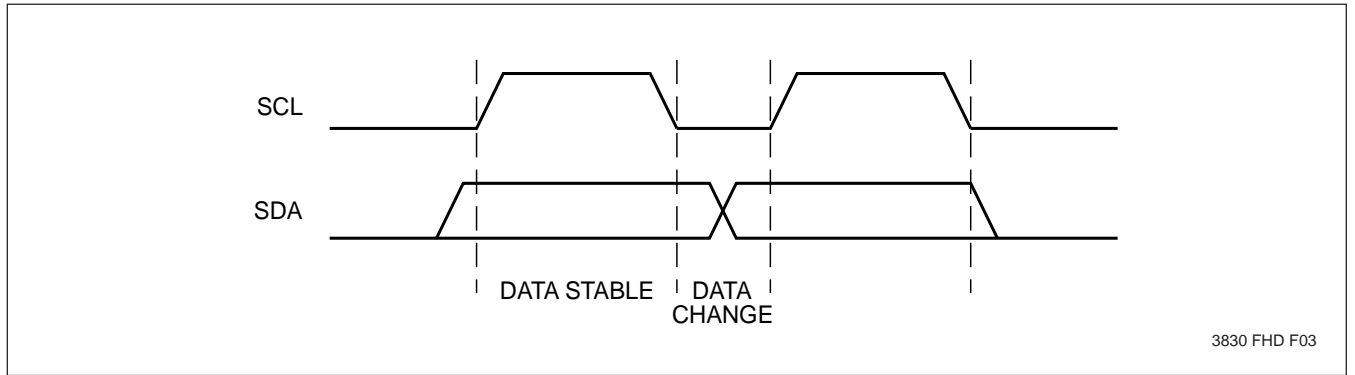 SCL
SDA
DATA STABLE
DATA
CHANGE
3830 FHD F03